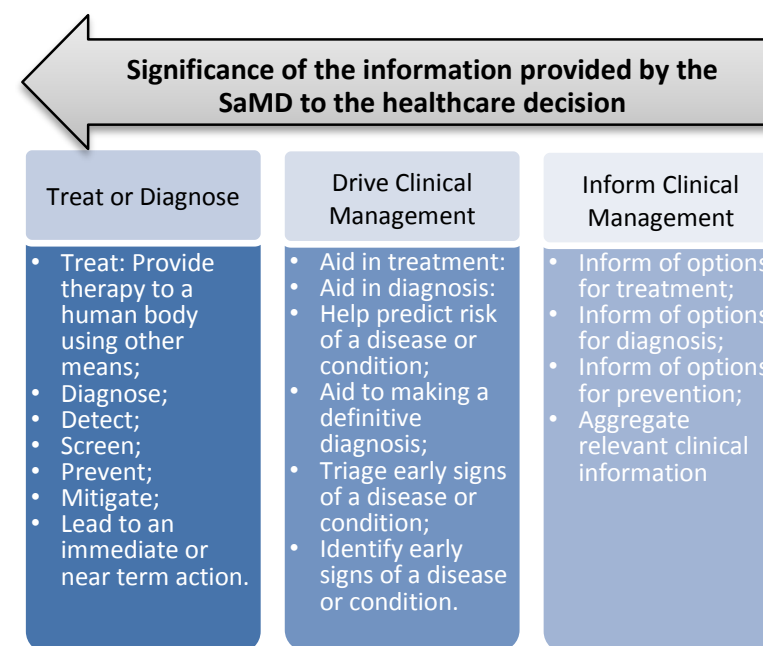 Significance of the information provided by the
SaMD to the healthcare decision
Treat or Diagnose
• Treat: Provide
therapy to a
human body
using other
means;
• Diagnose;
• Detect;
• Screen;
• Prevent;
• Mitigate;
• Lead to an
immediate or
near term action.
Drive Clinical
Management
• Aid in treatment:
• Aid in diagnosis:
• Help predict risk
of a disease or
condition;
• Aid to making a
definitive
diagnosis;
• Triage early signs
of a disease or
condition;
• Identify early
signs of a disease
or condition.
Inform Clinical
Management
• Inform of options
for treatment;
• Inform of options
for diagnosis;
• Inform of options
for prevention;
• Aggregate
relevant clinical
information